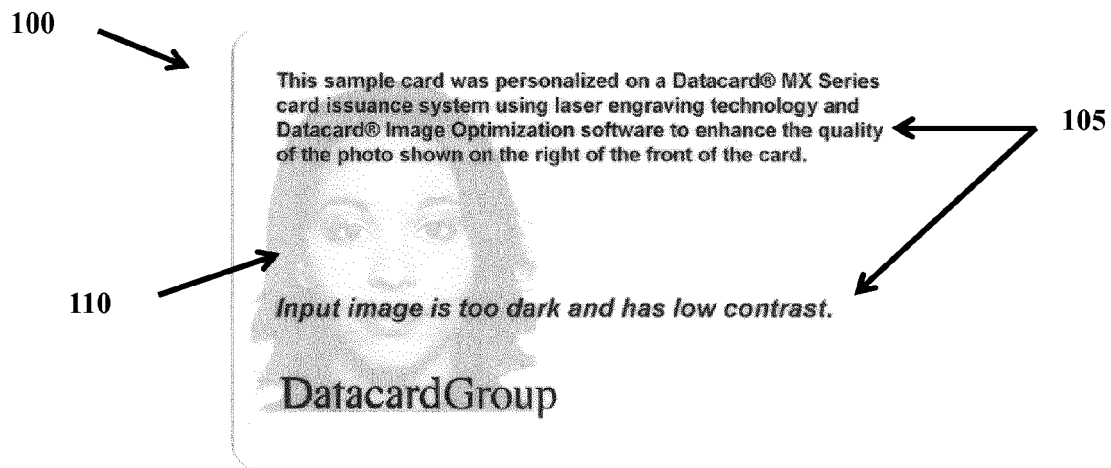 100
This sample card was personalized on a Datacard® MX Series
card issuance system using laser engraving technology and
Datacard® Image Optimization software to enhance the quality
of the photo shown on the right of the front of the card.
105
110
Input image is too dark and has low contrast.
DatacardGroup